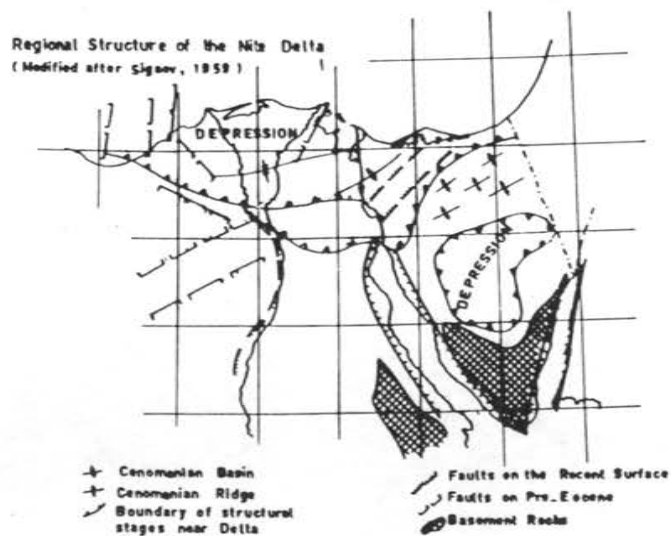 Regional Structure of the Nile Delta
(Modified after Sigaev, 1959)
DEPRESSION
DEPRESSION
Cenomanian Basin
Cenomanian Ridge
Boundary of structural
stages near Delta
Faults on the Recent Surface
Faults on Pre_Eocene
Basement Rocks